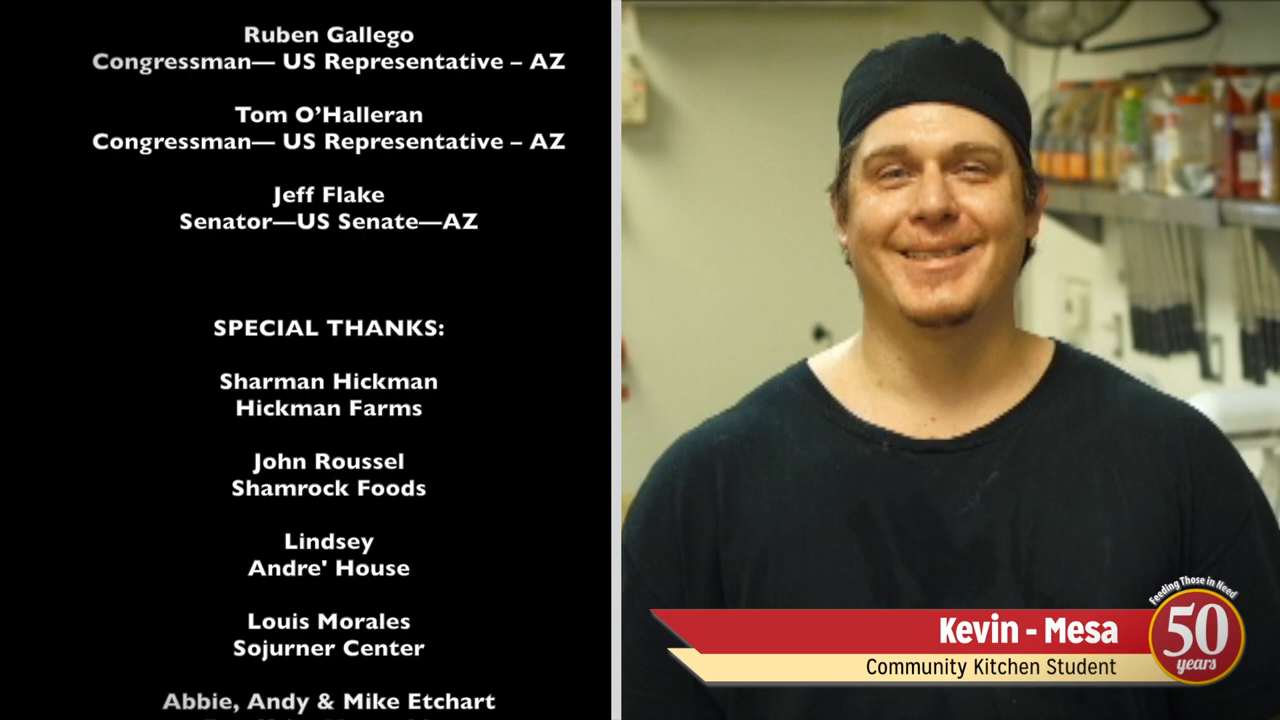 Ruben Gallego
Congressman— US Representative – AZ
Tom O’Halleran
Congressman— US Representative – AZ
Jeff Flake
Senator—US Senate—AZ
SPECIAL THANKS:
Sharman Hickman
Hickman Farms
John Roussel
Shamrock Foods
Lindsey
Andre' House
Louis Morales
Sojurner Center
Abbie, Andy & Mike Etchart
Kevin - Mesa
Community Kitchen Student
Feeding Those in Need
50
years